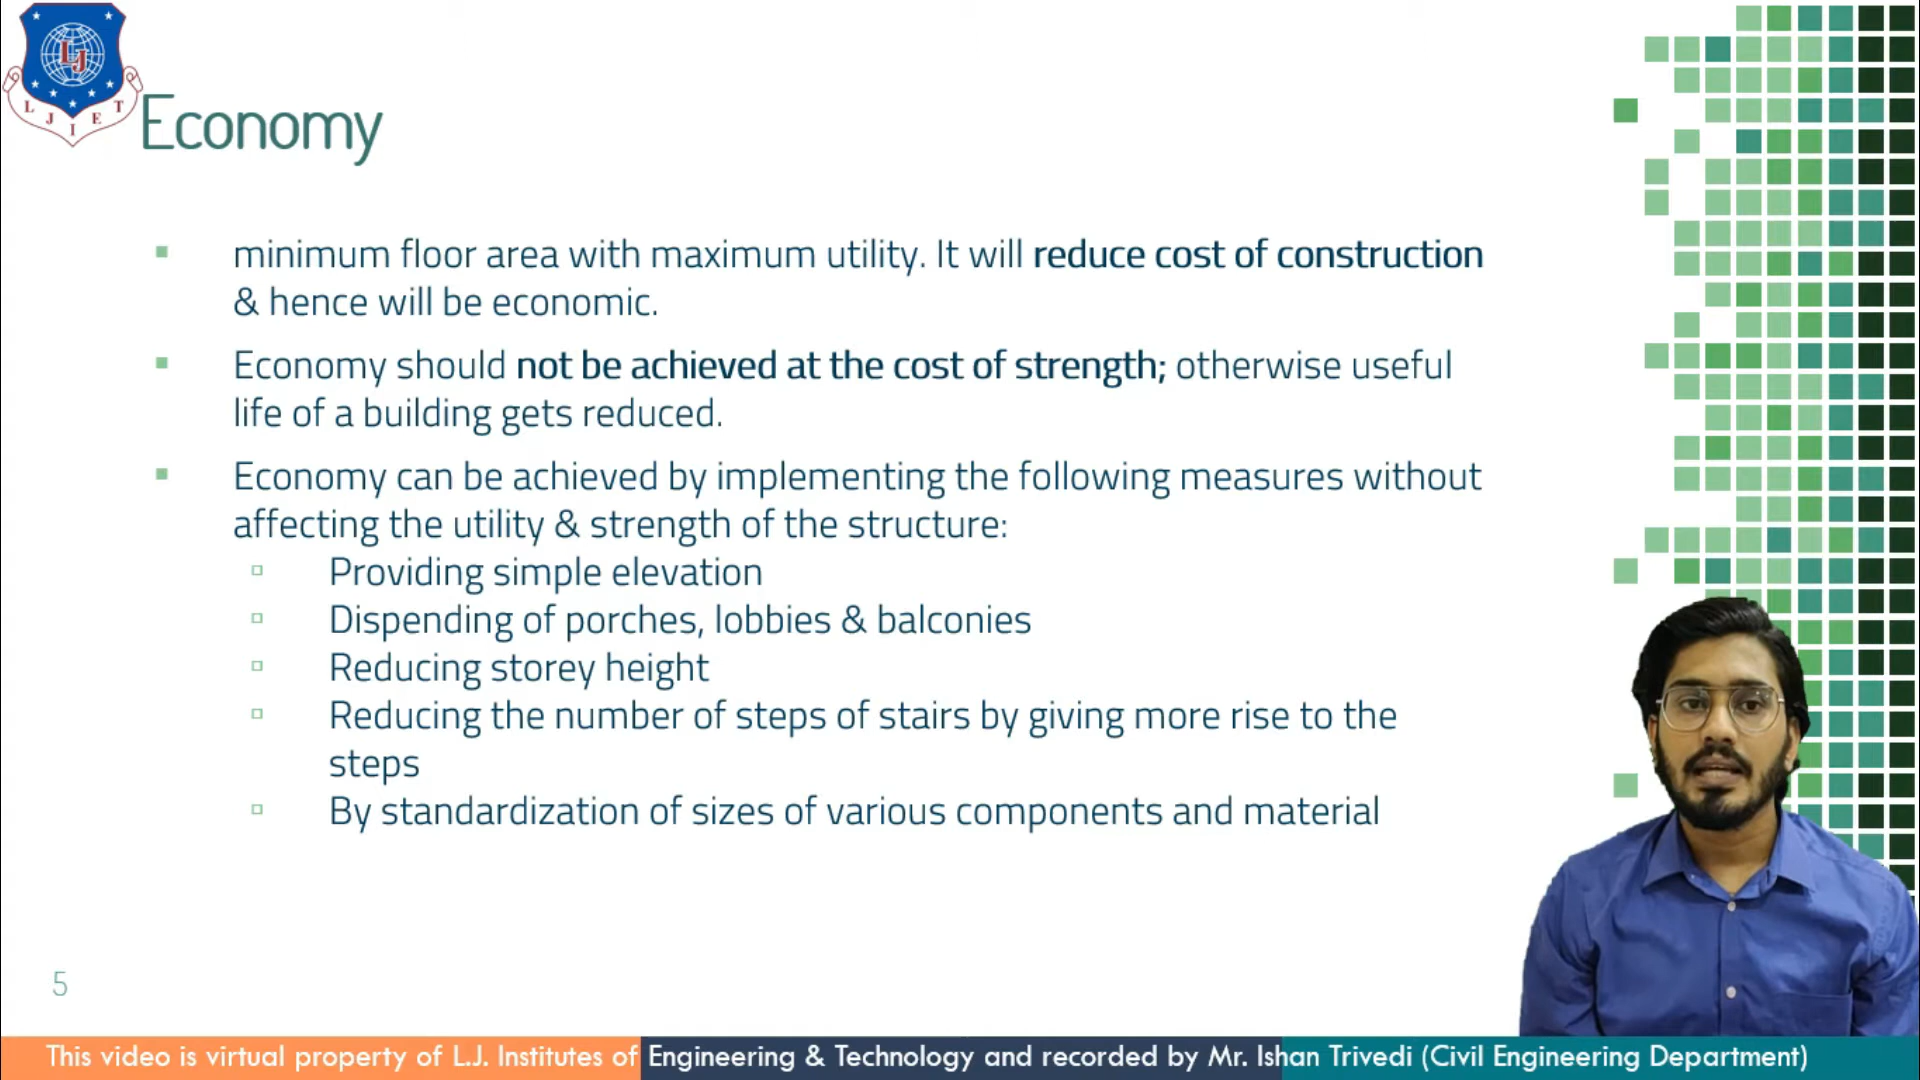 LJ
L J I E T
Economy
minimum floor area with maximum utility. It will reduce cost of construction
& hence will be economic.
Economy should not be achieved at the cost of strength; otherwise useful
life of a building gets reduced.
Economy can be achieved by implementing the following measures without
affecting the utility & strength of the structure:
Providing simple elevation
Dispending of porches, lobbies & balconies
Reducing storey height
Reducing the number of steps of stairs by giving more rise to the
steps
By standardization of sizes of various components and material
5
This video is virtual property of L.J. Institutes of Engineering & Technology and recorded by Mr. Ishan Trivedi (Civil Engineering Department)